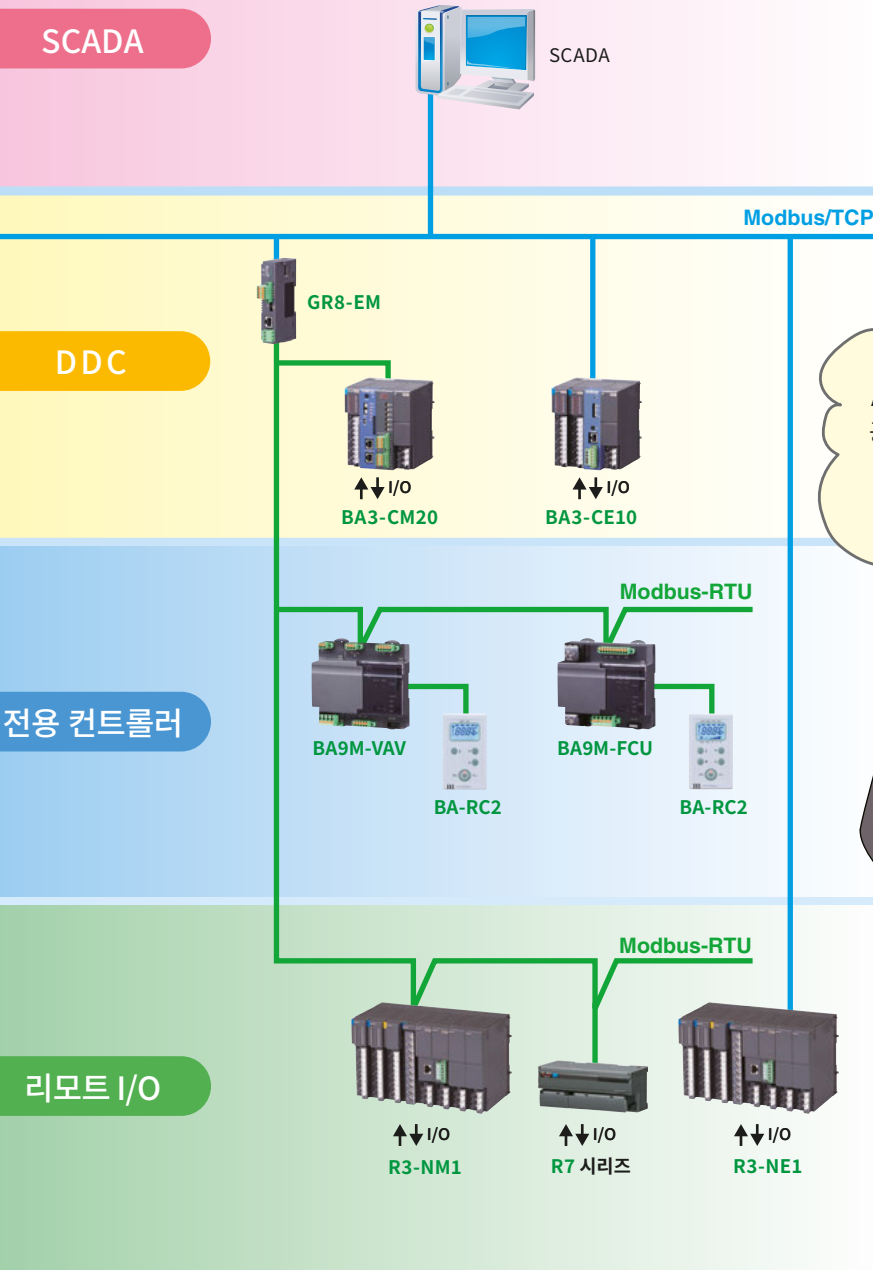 SCADA
SCADA
Modbus/TCP
GR8-EM
DDC
I/O
I/O
BA3-CM20
BA3-CE10
Modbus-RTU
전용 컨트롤러
BA9M-VAV
BA9M-FCU
BA-RC2
BA-RC2
Modbus-RTU
리모트 I/O
I/O
I/O
I/O
R3-NM1
R7 시리즈
R3-NE1